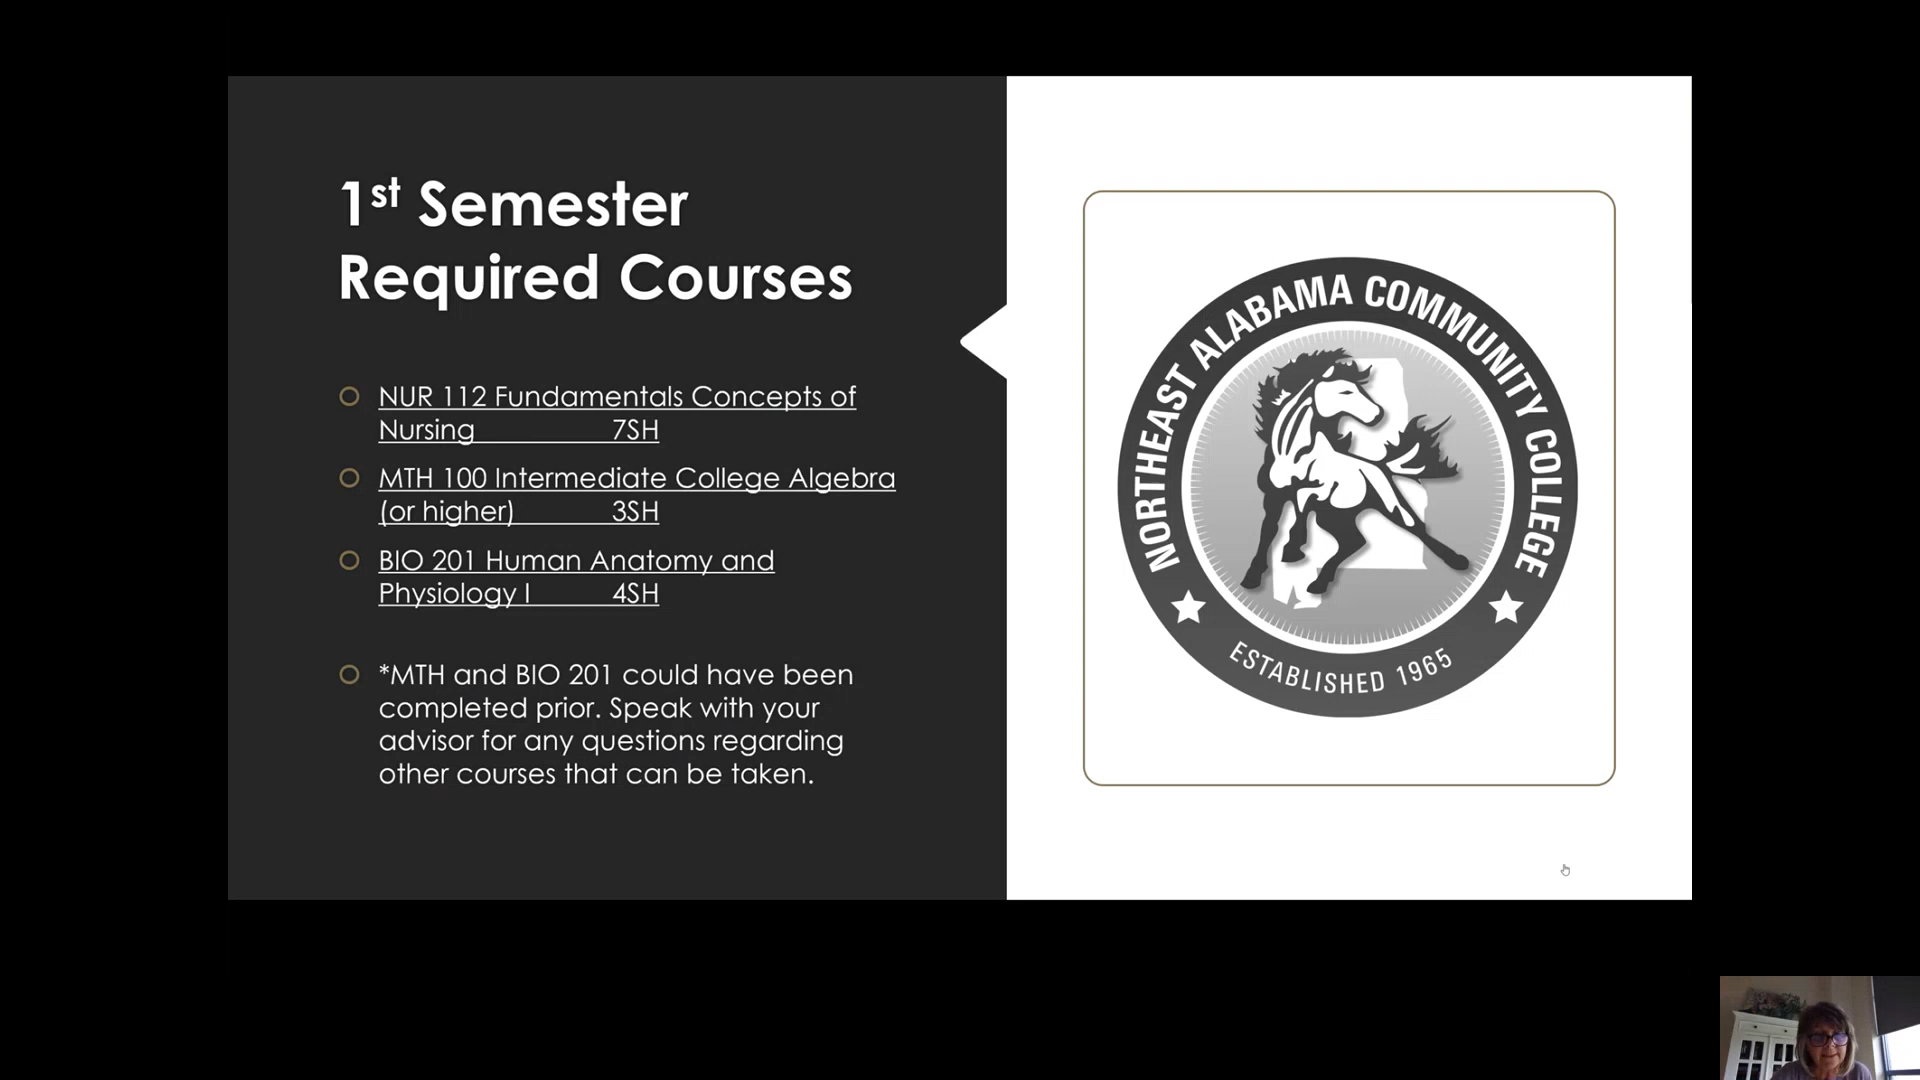 1st Semester
Required Courses
NUR 112 Fundamentals Concepts of
Nursing 7SH
MTH 100 Intermediate College Algebra
(or higher) 3SH
BIO 201 Human Anatomy and
Physiology I 4SH
*MTH and BIO 201 could have been
completed prior. Speak with your
advisor for any questions regarding
other courses that can be taken.
NORTHEAST ALABAMA COMMUNITY COLLEGE
ESTABLISHED 1965